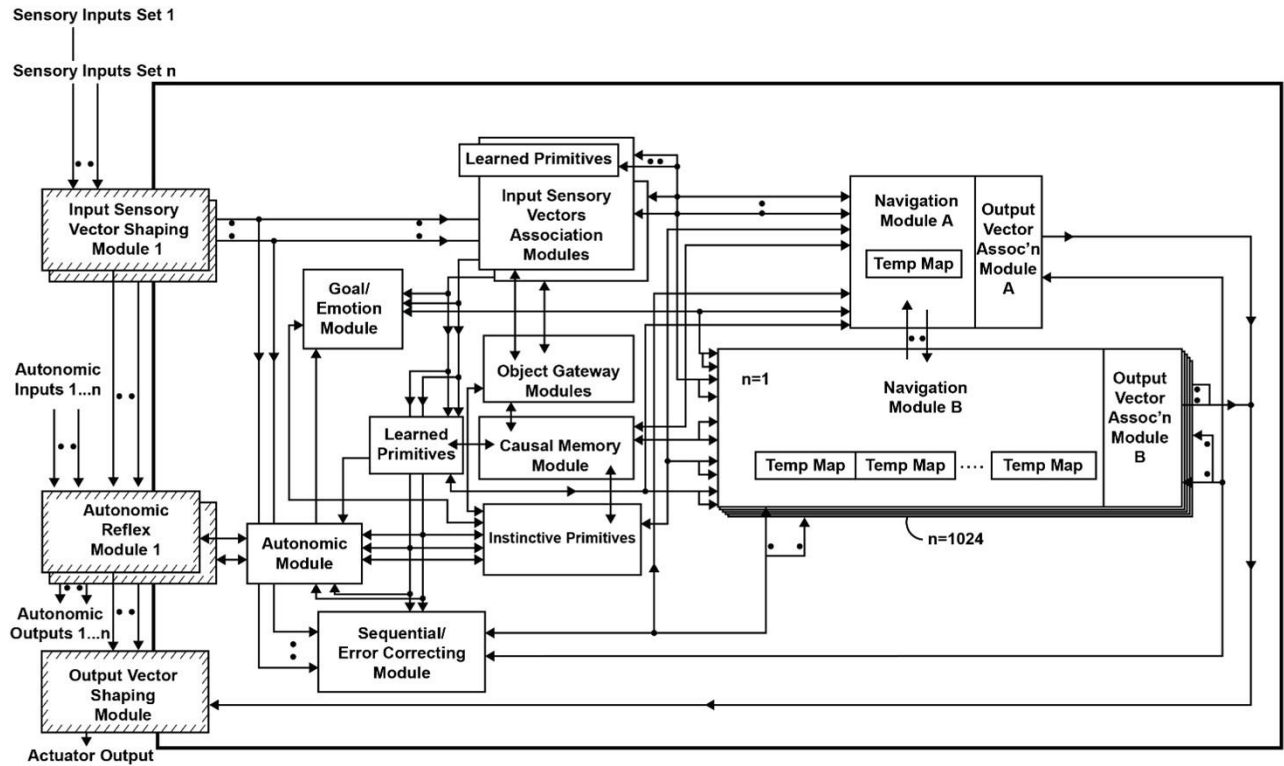 Sensory Inputs Set 1
Sensory Inputs Set n
Input Sensory
Vector Shaping
Module 1
Learned Primitives
Input Sensory
Vectors
Association
Modules
Navigation
Module A
Temp Map
Output
Vector
Assoc'n
Module
A
Goal/
Emotion
Module
Object Gateway
Modules
n=1
Navigation
Module B
Output
Vector
Assoc'n
Module
B
Temp Map
Temp Map
Temp Map
n=1024
Autonomic
Inputs 1...n
Learned
Primitives
Causal Memory
Module
Autonomic
Reflex
Module 1
Autonomic
Module
Instinctive Primitives
Autonomic
Outputs 1...n
Sequential/
Error Correcting
Module
Output Vector
Shaping
Module
Actuator Output